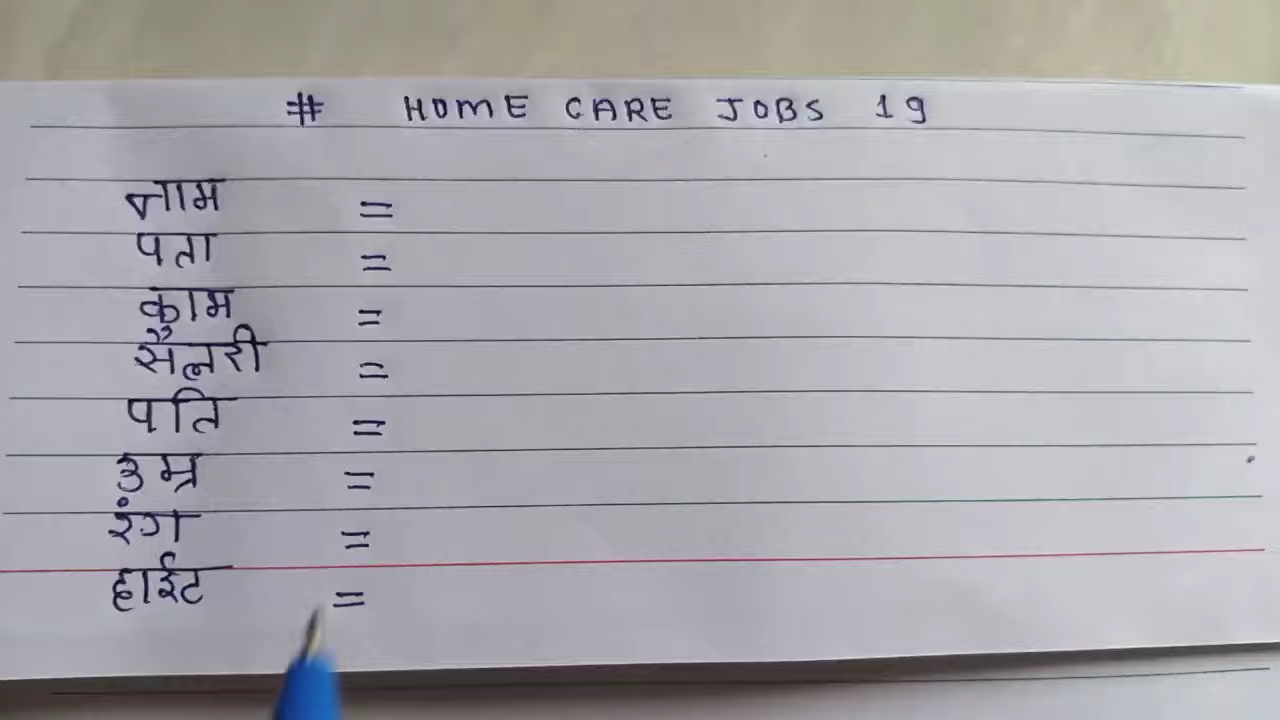 # HOME CARE JOBS 19
नाम =
पता =
काम =
सैलरी =
पति =
उम्र =
रंग =
हाईट =